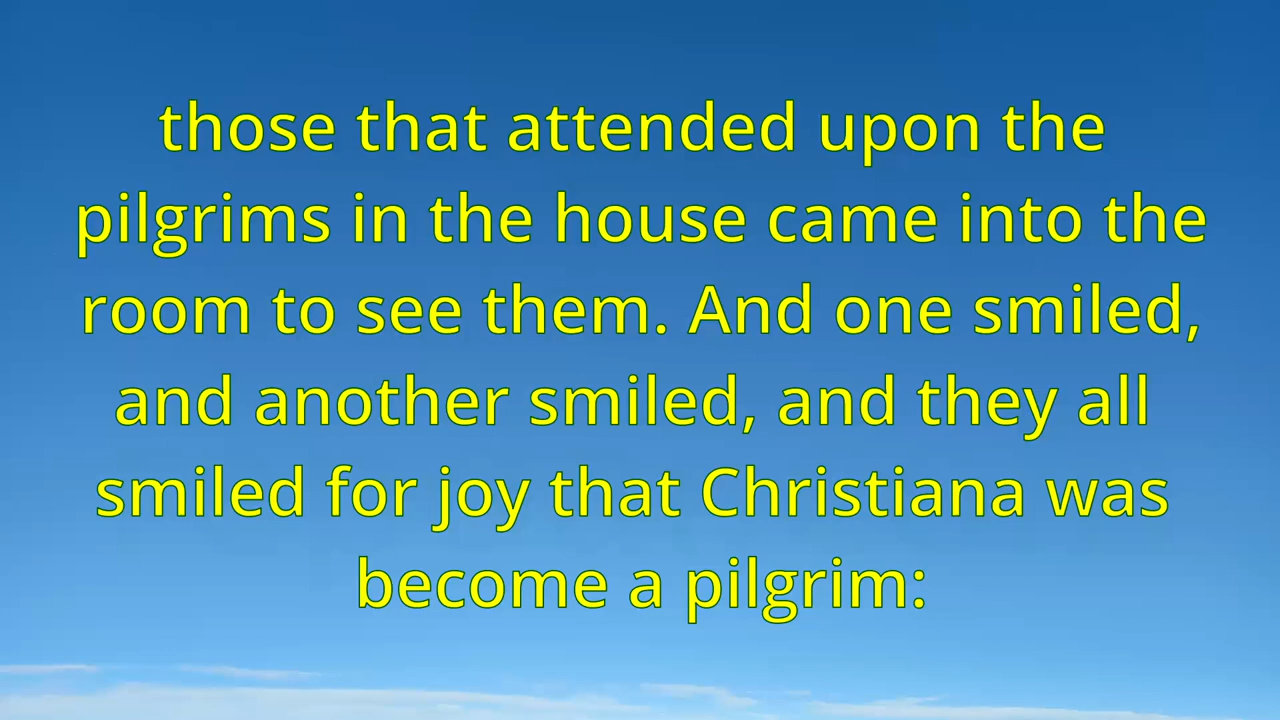 those that attended upon the
pilgrims in the house came into the
room to see them. And one smiled,
and another smiled, and they all
smiled for joy that Christiana was
become a pilgrim: